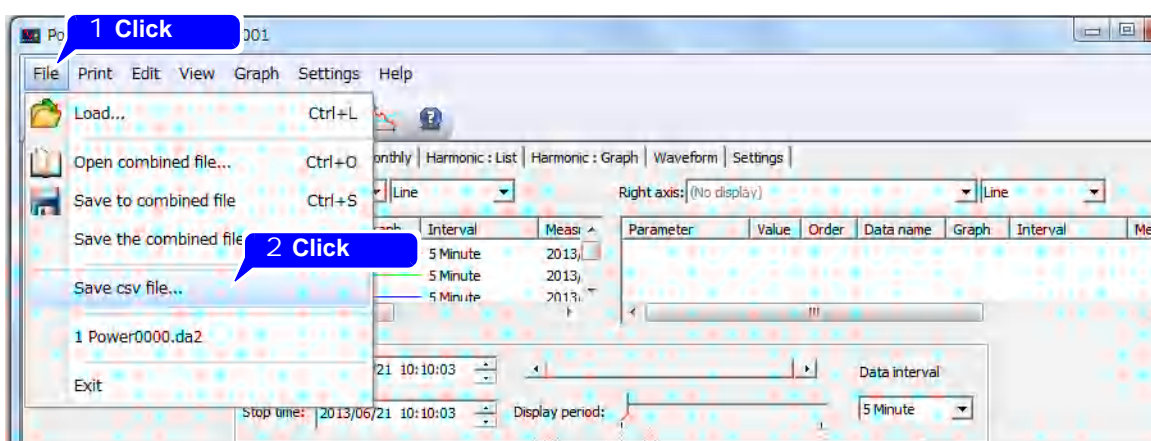 Po
1 Click
001
File Print Edit View Graph Settings Help
Load... Ctrl+L
Open combined file... Ctrl+O
Save to combined file Ctrl+S
Save the combined file
2 Click
Save csv file...
1 Power0000.da2
Exit
onthly Harmonic : List Harmonic : Graph Waveform Settings
Line Right axis: (No display) Line
Interval Meas Parameter Value Order Data name Graph Interval Me
5 Minute 2013/
5 Minute 2013/
5 Minute 2013/
21 10:10:03 Data interval
Stop time: 2013/06/21 10:10:03 Display period: 5 Minute